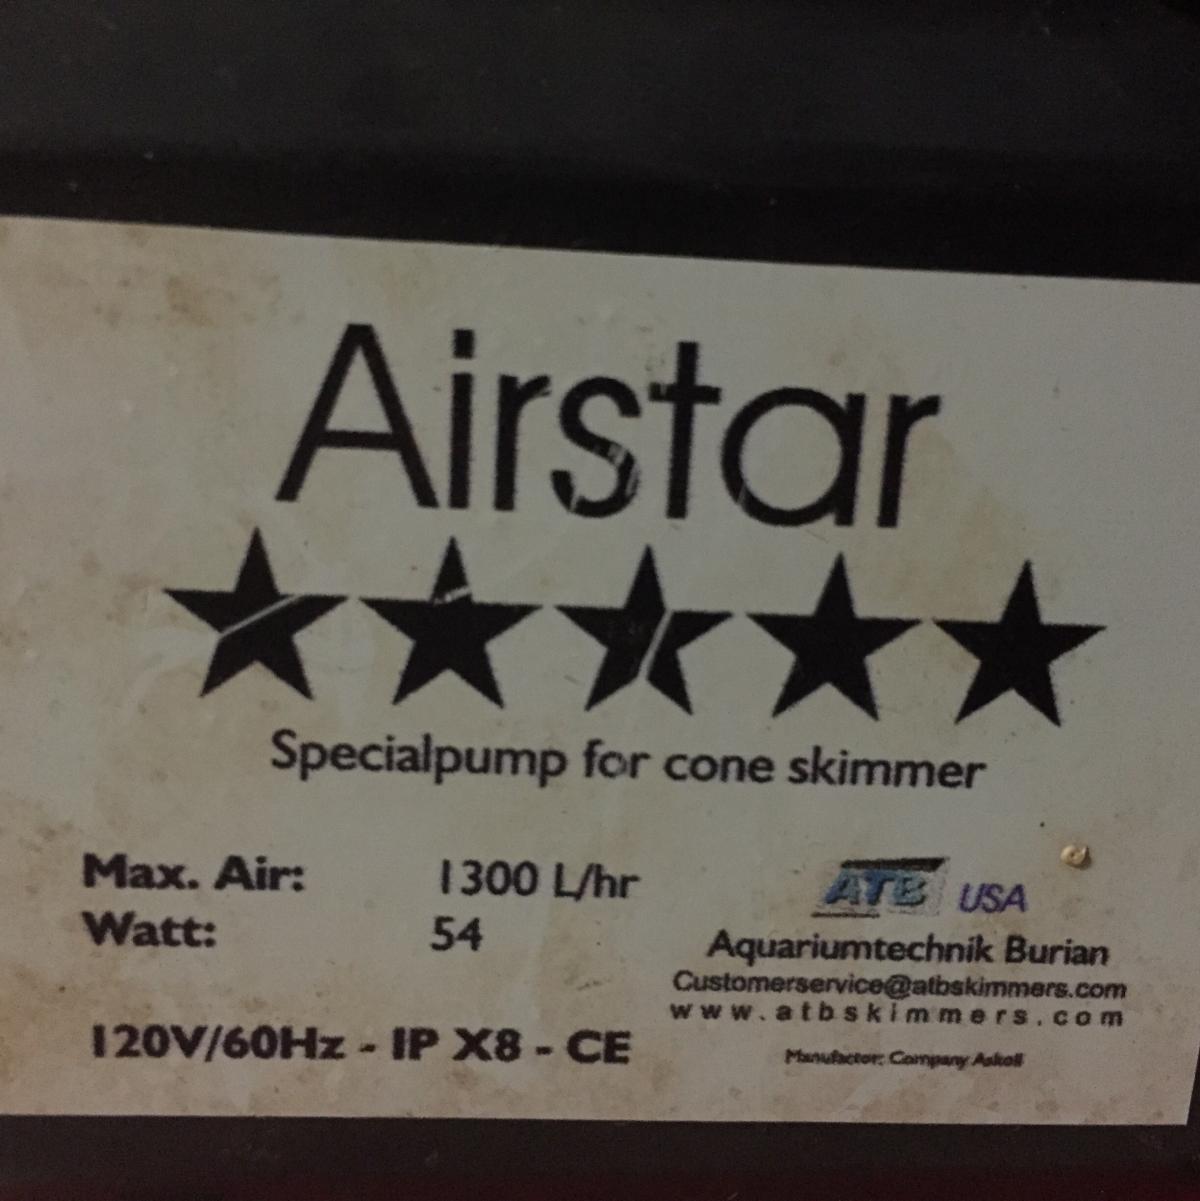 Airstar
Specialpump for cone skimmer
Max. Air: 1300 L/hr
Watt: 54
120V/60Hz - IP X8 - CE
ATB USA
Aquariumtechnik Burian
Customerservice@atbskimmers.com
www.atbskimmers.com
Manufactor: Company Askoll